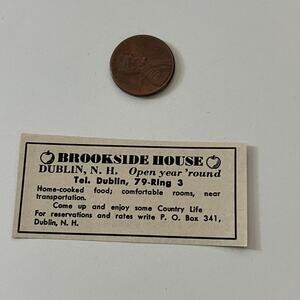 BROOKSIDE HOUSE
DUBLIN, N. H. Open year 'round
Tel. Dublin, 79-Ring 3
Home-cooked food; comfortable rooms, near
transportation.
Come up and enjoy some Country Life
For reservations and rates write P. O. Box 341,
Dublin, N. H.